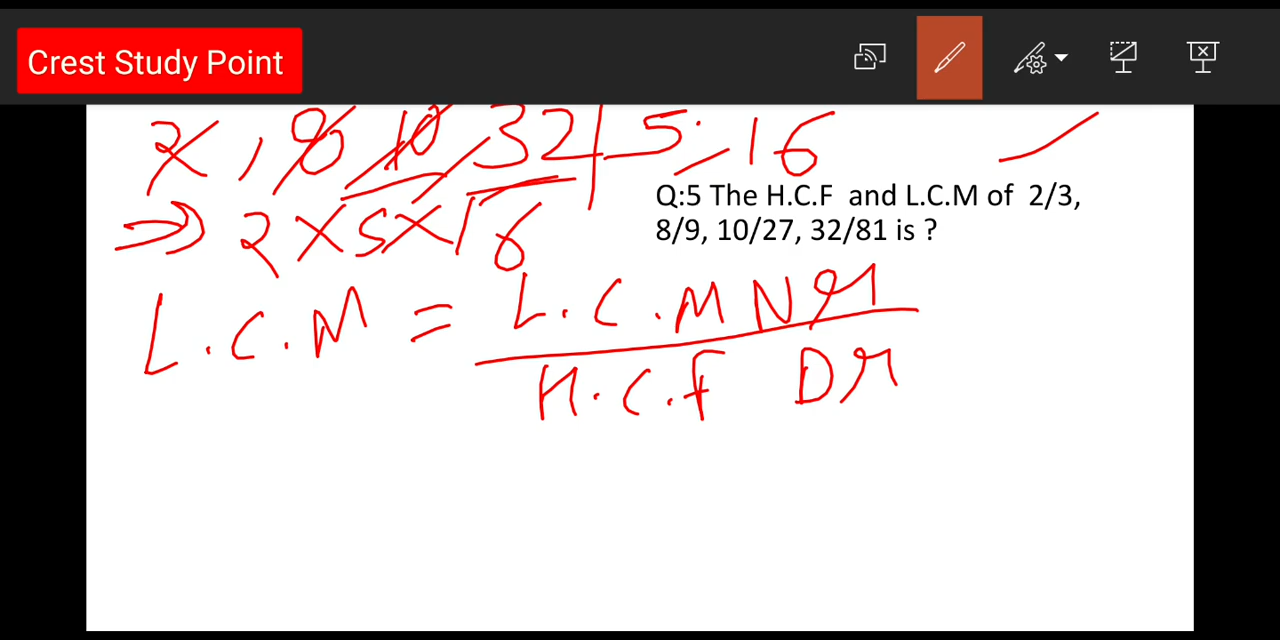 Crest Study Point
2, 8 10, 32 5, 16
⇒ 2 × 5 × 16
Q:5 The H.C.F and L.C.M of 2/3,
8/9, 10/27, 32/81 is ?
L.C.M = L.C.M Nr
H.C.F Dr